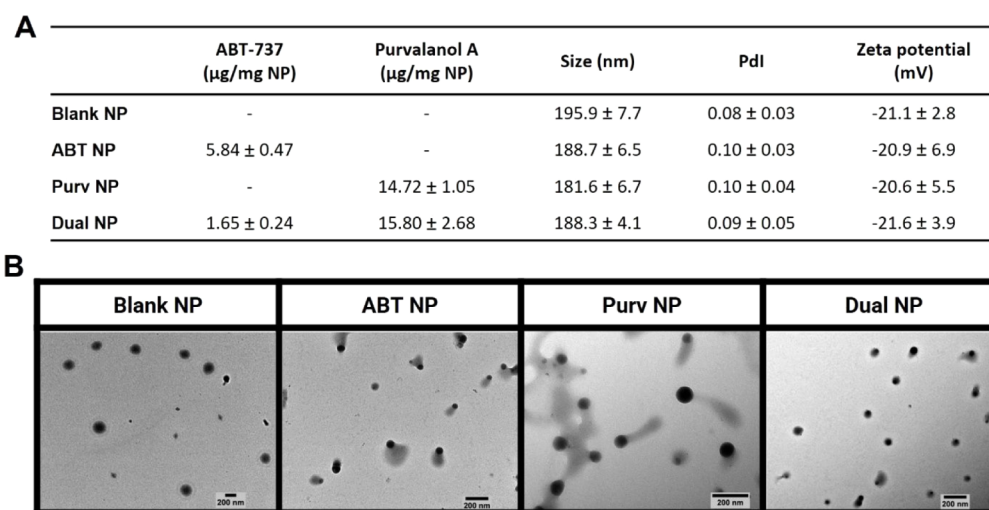 A
ABT-737 Purvalanol A Size (nm) PdI Zeta potential
(µg/mg NP) (µg/mg NP) (mV)
Blank NP - - 195.9 ± 7.7 0.08 ± 0.03 -21.1 ± 2.8
ABT NP 5.84 ± 0.47 - 188.7 ± 6.5 0.10 ± 0.03 -20.9 ± 6.9
Purv NP - 14.72 ± 1.05 181.6 ± 6.7 0.10 ± 0.04 -20.6 ± 5.5
Dual NP 1.65 ± 0.24 15.80 ± 2.68 188.3 ± 4.1 0.09 ± 0.05 -21.6 ± 3.9
B
Blank NP ABT NP Purv NP Dual NP
200 nm 200 nm 200 nm 200 nm